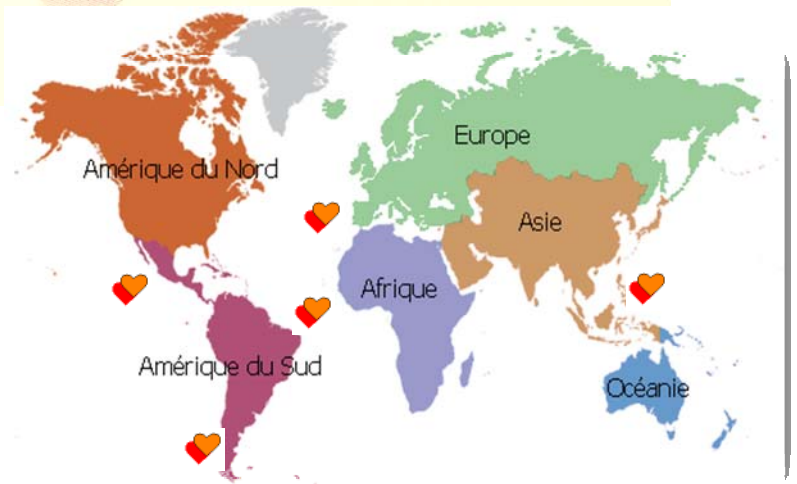 Europe
Amérique du Nord
Asie
Afrique
Amérique du Sud
Océanie